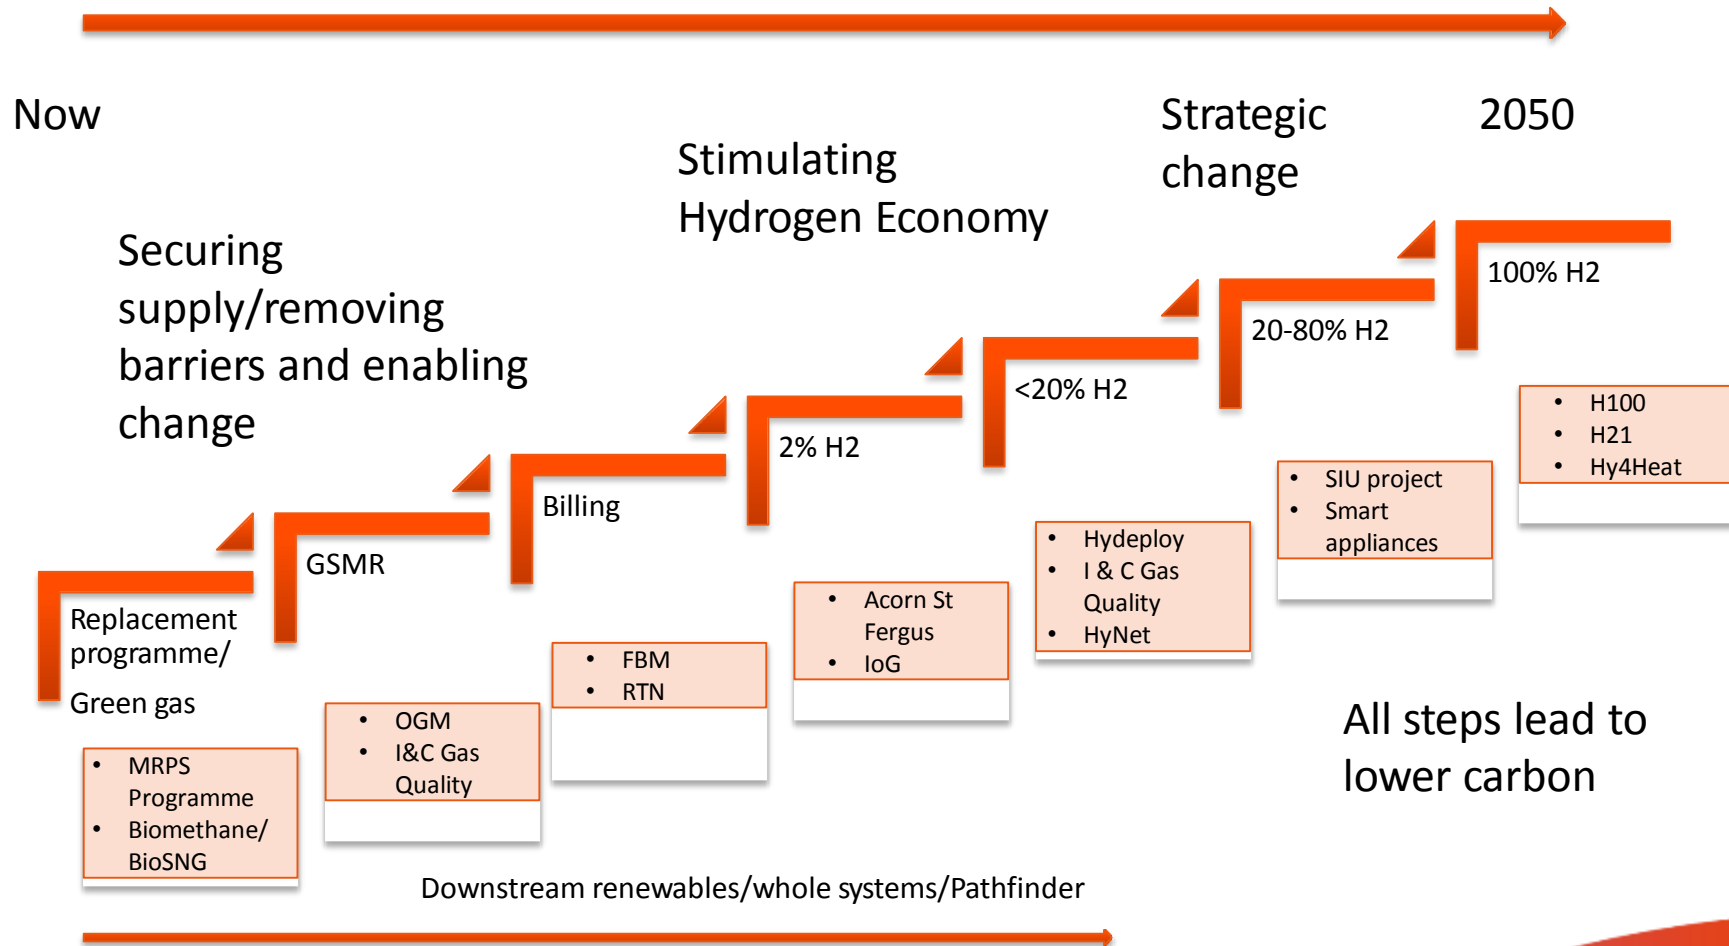 Now
Strategic
change
2050
Stimulating
Hydrogen Economy
Securing
supply/removing
barriers and enabling
change
Replacement
programme/
Green gas
GSMR
Billing
2% H2
<20% H2
20-80% H2
100% H2
• MRPS
Programme
• Biomethane/
BioSNG
• OGM
• I&C Gas
Quality
• FBM
• RTN
• Acorn St
Fergus
• IoG
• Hydeploy
• I & C Gas
Quality
• HyNet
• SIU project
• Smart
appliances
• H100
• H21
• Hy4Heat
All steps lead to
lower carbon
Downstream renewables/whole systems/Pathfinder